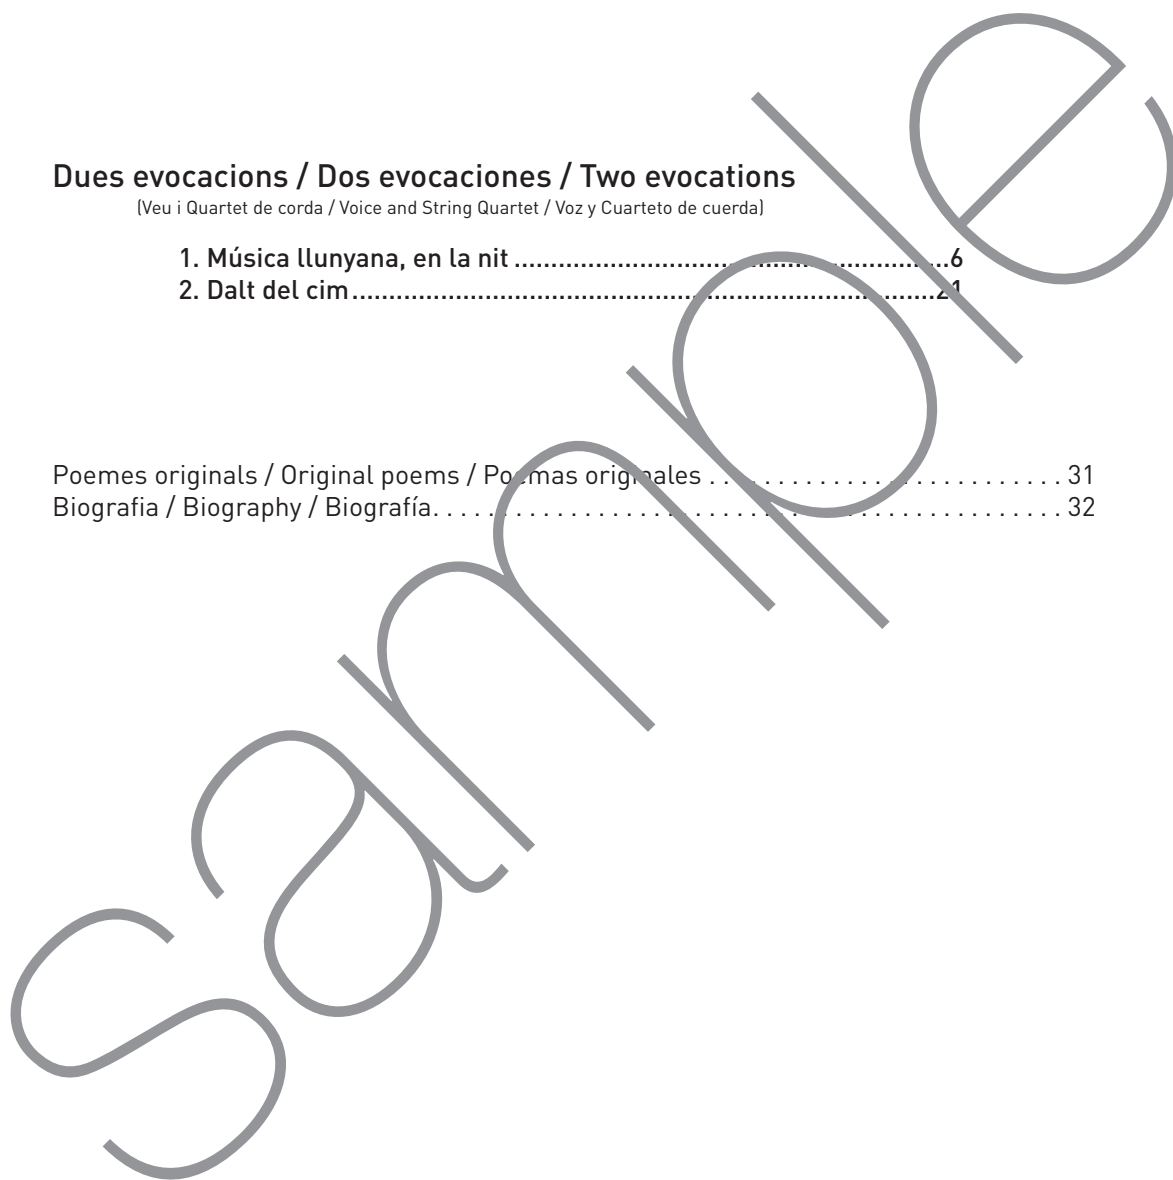 Dues evocacions / Dos evocaciones / Two evocations
(Veu i Quartet de corda / Voice and String Quartet / Voz y Cuarteto de cuerda)
1. Música llunyana, en la nit ........................................................................... 6
2. Dalt del cim .................................................................................................... 21
Poemes originals / Original poems / Poemas originales . . . . . . . . . . . . . . . . . . . . . . . . . 31
Biografia / Biography / Biografía. . . . . . . . . . . . . . . . . . . . . . . . . . . . . . . . . . . . . . . . . . . . 32
sample